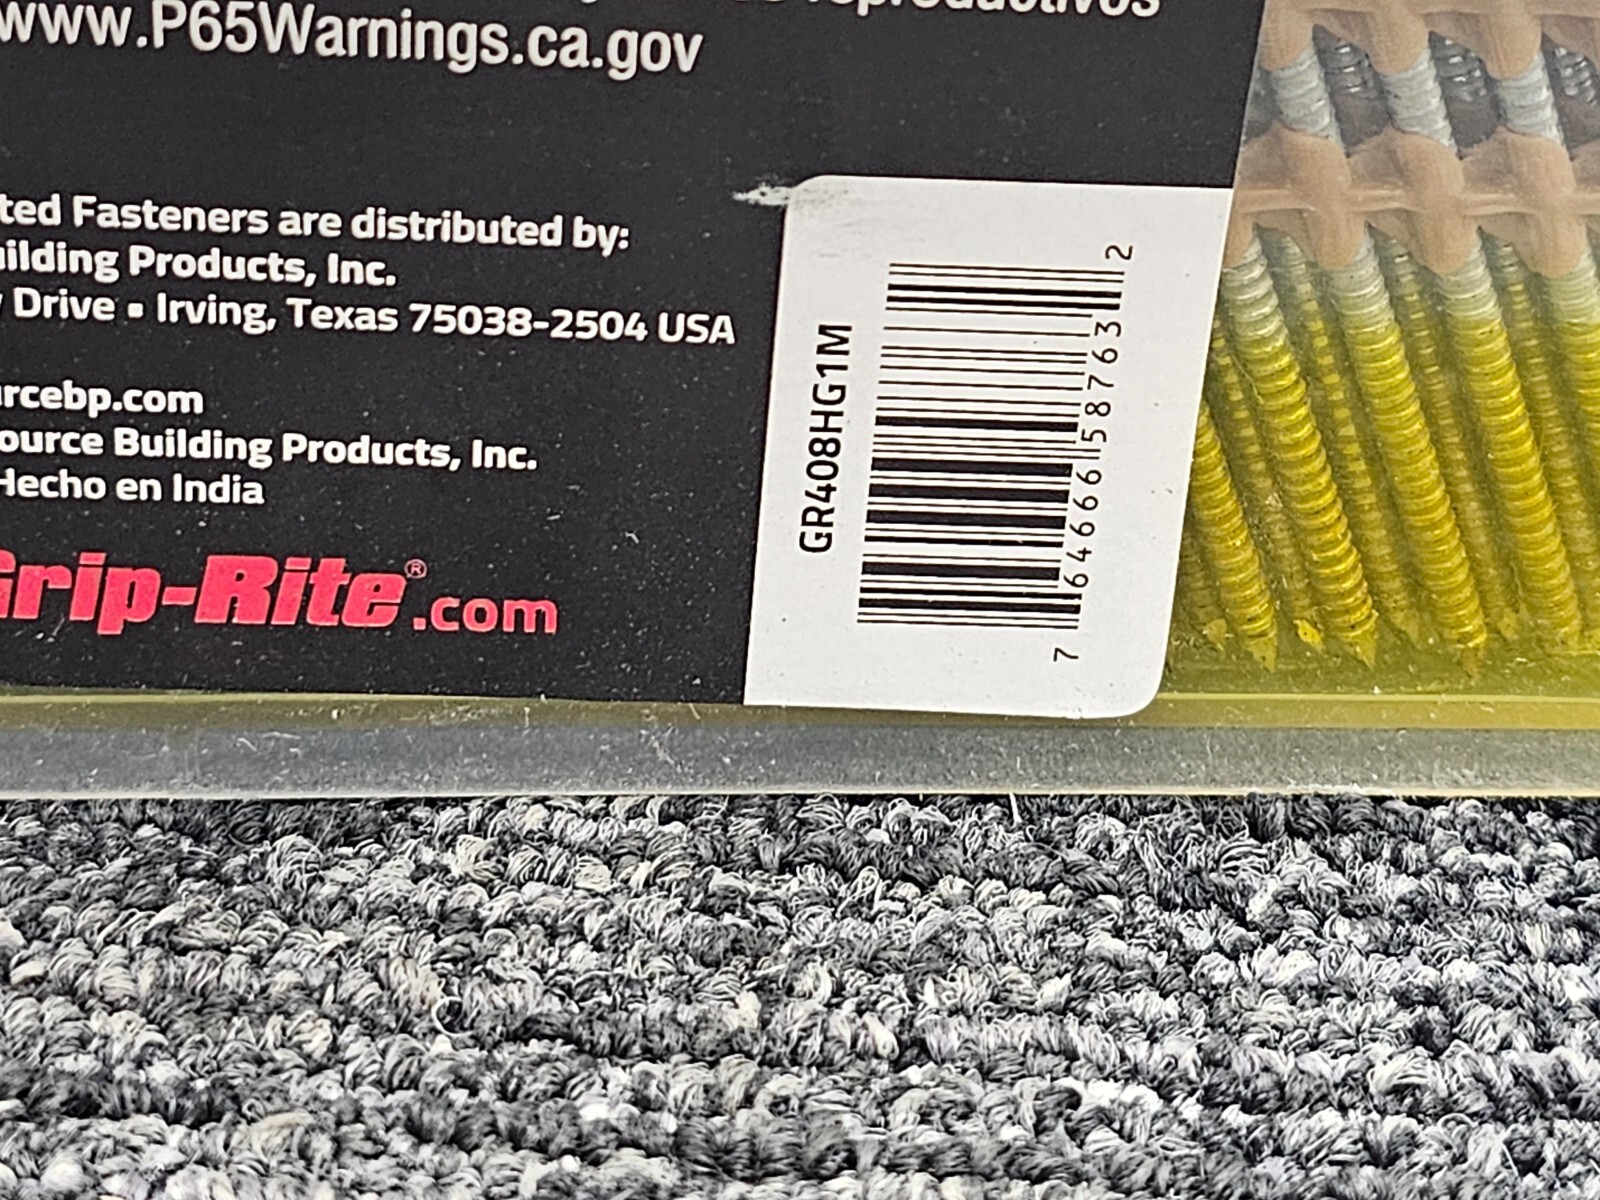 reproductivos
www.P65Warnings.ca.gov
ted Fasteners are distributed by:
uilding Products, Inc.
Drive ▪ Irving, Texas 75038-2504 USA
rcebp.com
ource Building Products, Inc.
Hecho en India
Grip-Rite®.com
GR408HG1M
7 64666 58763 2